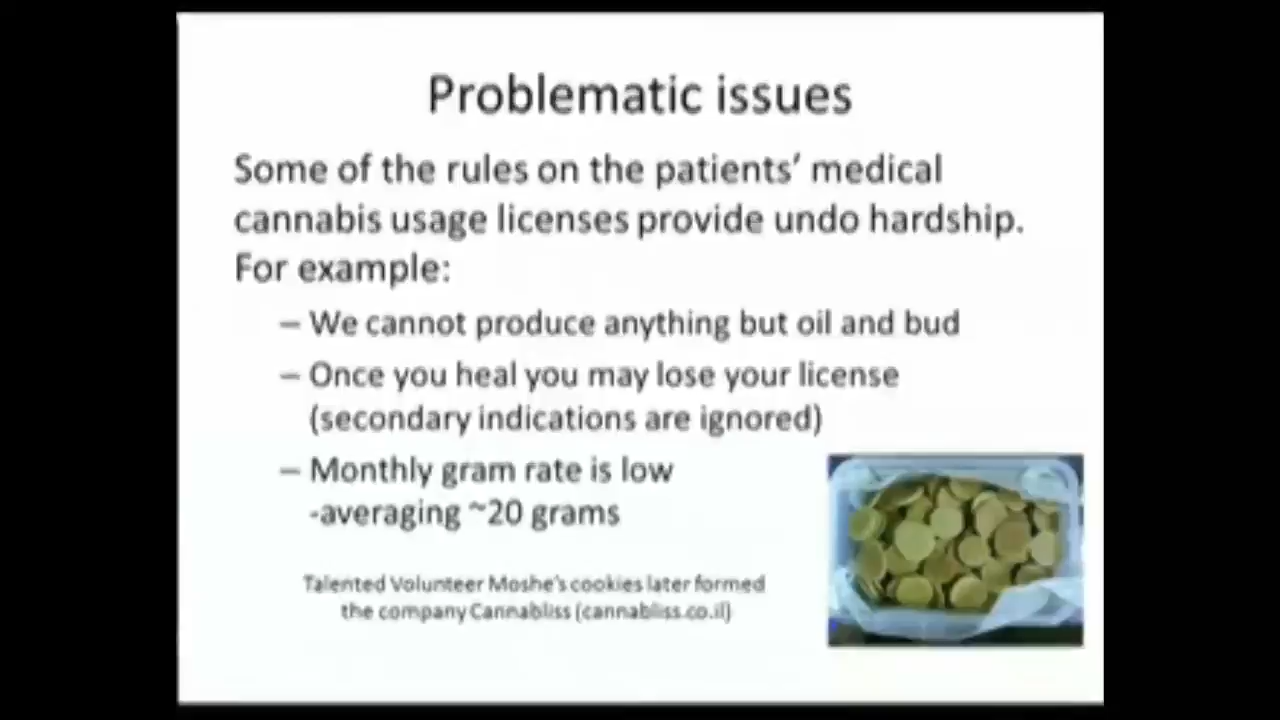 Problematic issues
Some of the rules on the patients’ medical
cannabis usage licenses provide undo hardship.
For example:
– We cannot produce anything but oil and bud
– Once you heal you may lose your license
(secondary indications are ignored)
– Monthly gram rate is low
-averaging ~20 grams
Talented Volunteer Moshe's cookies later formed
the company Cannabliss (cannabliss.co.il)